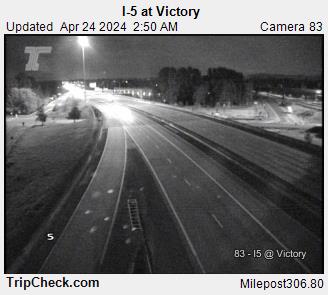 I-5 at Victory
Updated Apr 24 2024 2:50 AM Camera 83
5
83 - I5 @ Victory
TripCheck.com Milepost306.80